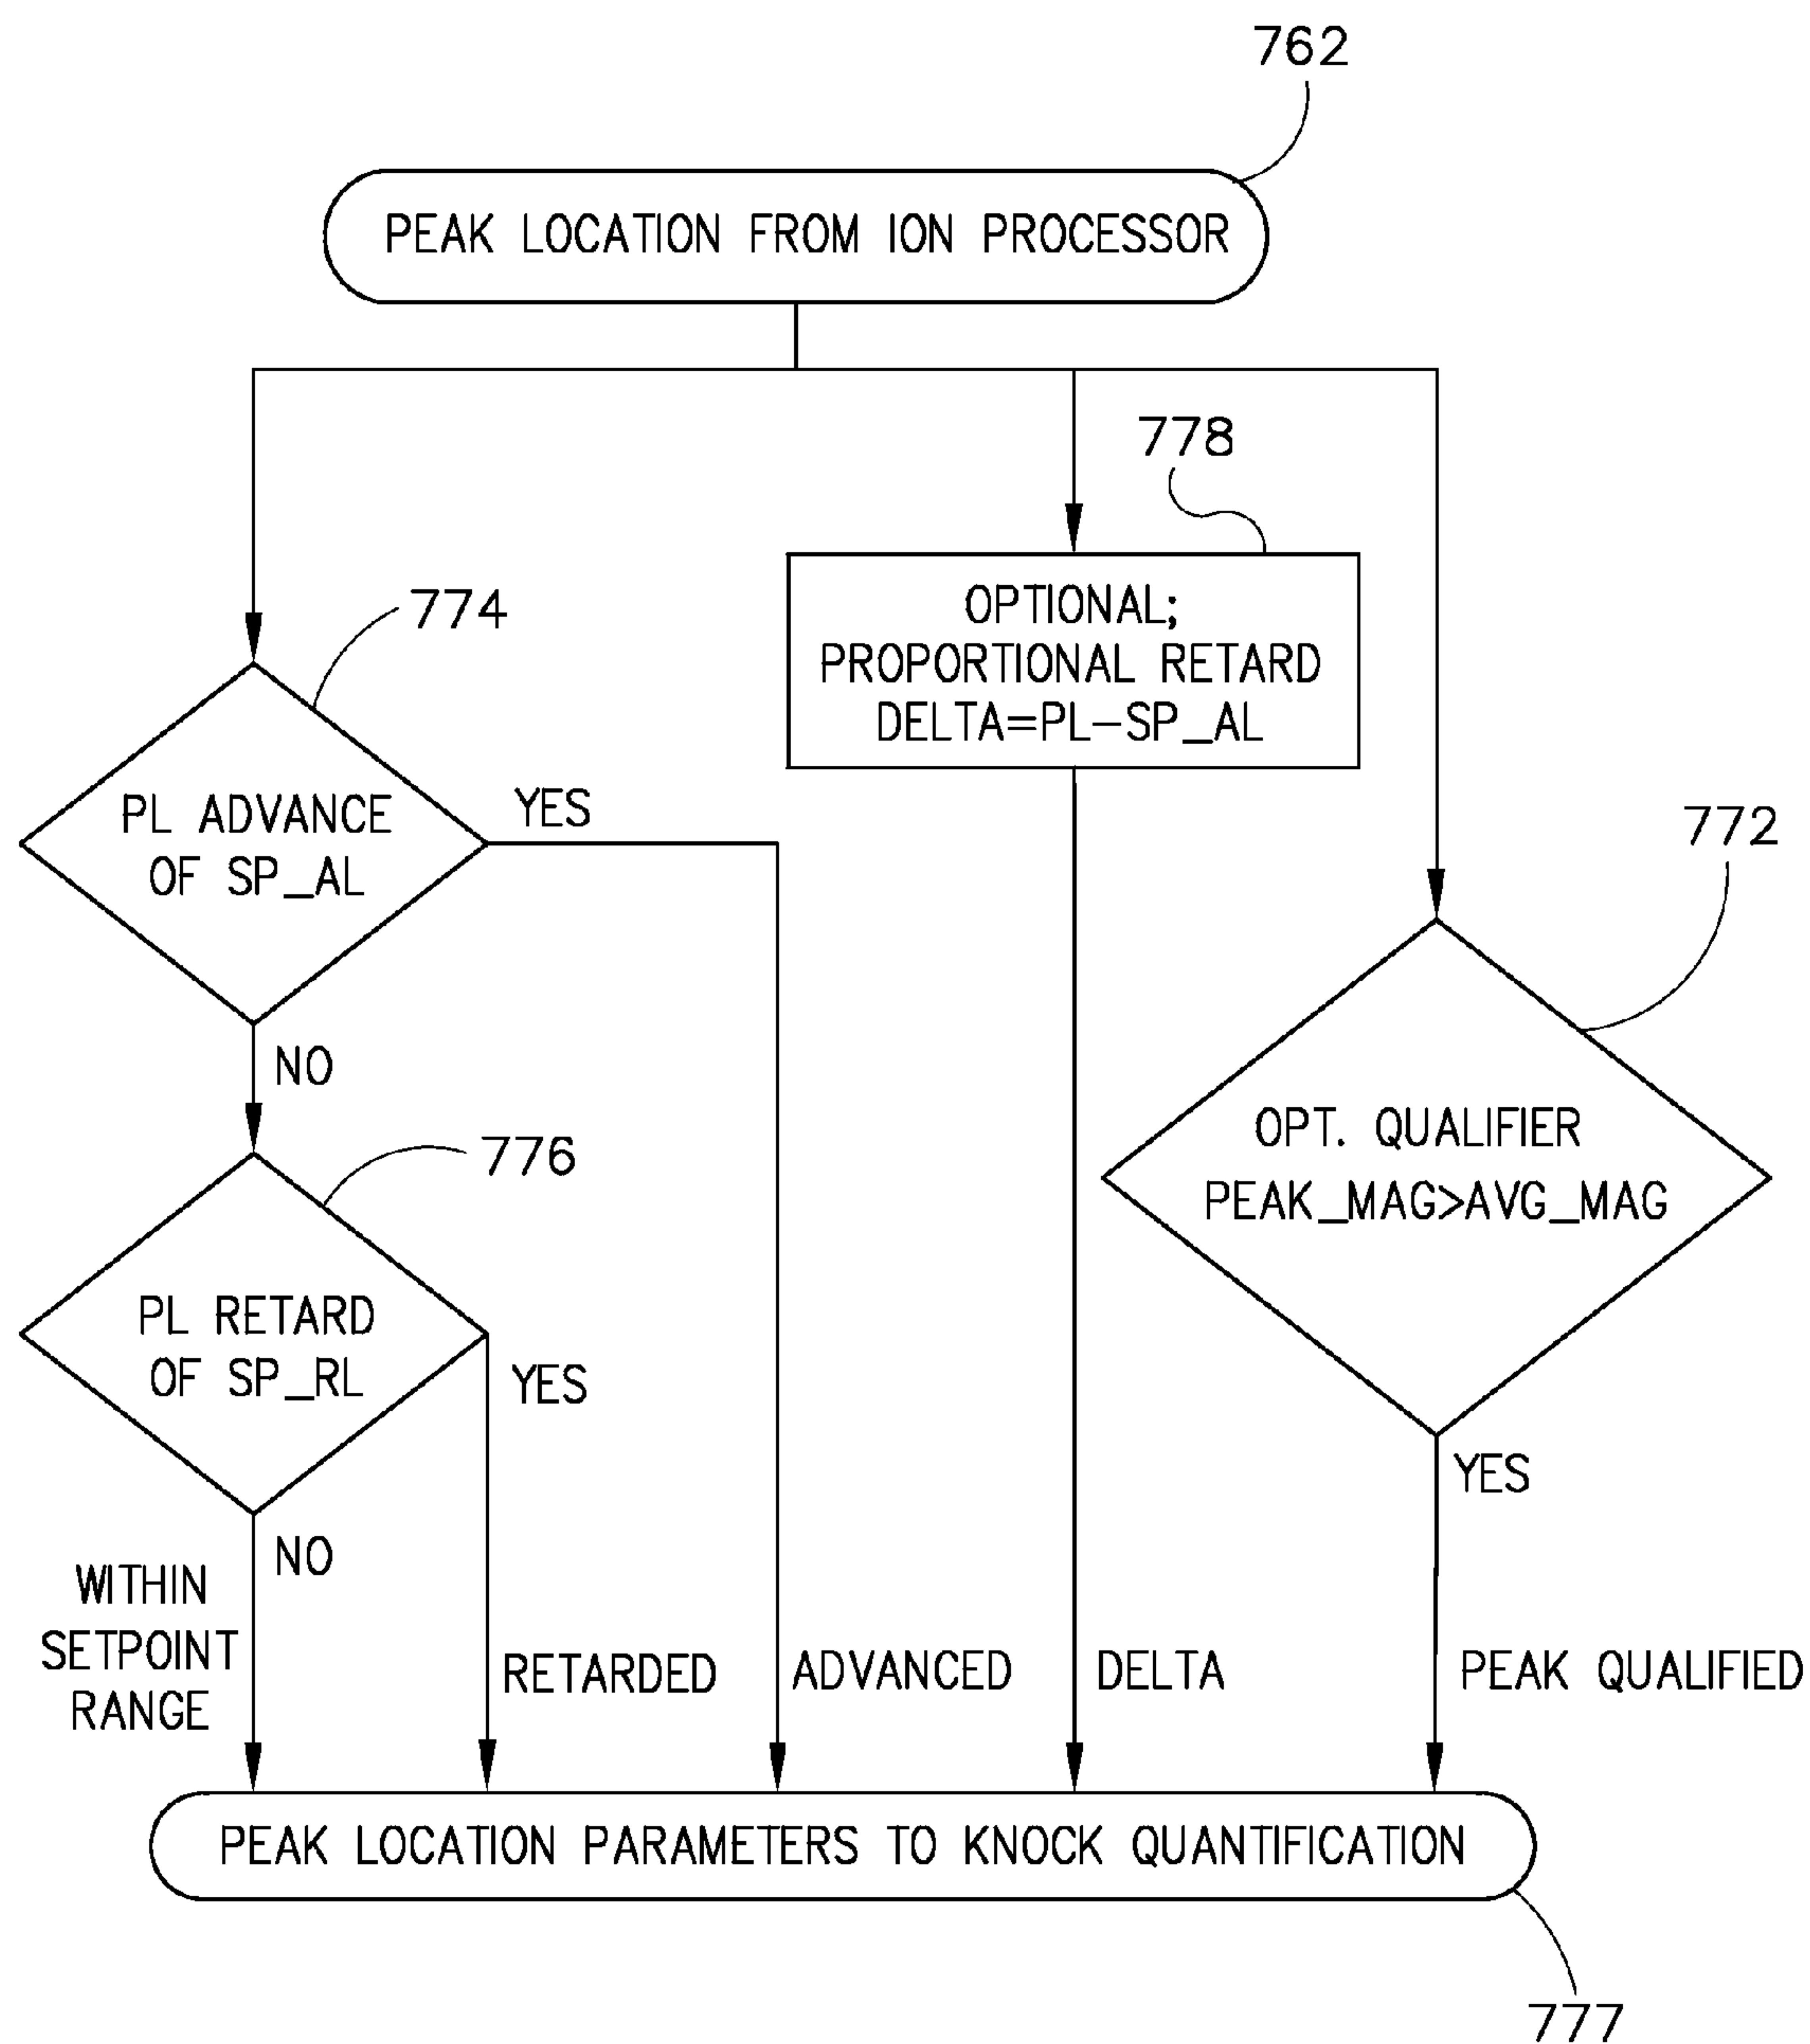 762
PEAK LOCATION FROM ION PROCESSOR
778
OPTIONAL;
PROPORTIONAL RETARD
DELTA=PL-SP_AL
774
PL ADVANCE
OF SP_AL
YES
772
NO
OPT. QUALIFIER
PEAK_MAG>AVG_MAG
776
PL RETARD
OF SP_RL
YES
YES
NO
WITHIN
SETPOINT
RANGE
RETARDED
ADVANCED
DELTA
PEAK QUALIFIED
PEAK LOCATION PARAMETERS TO KNOCK QUANTIFICATION
777